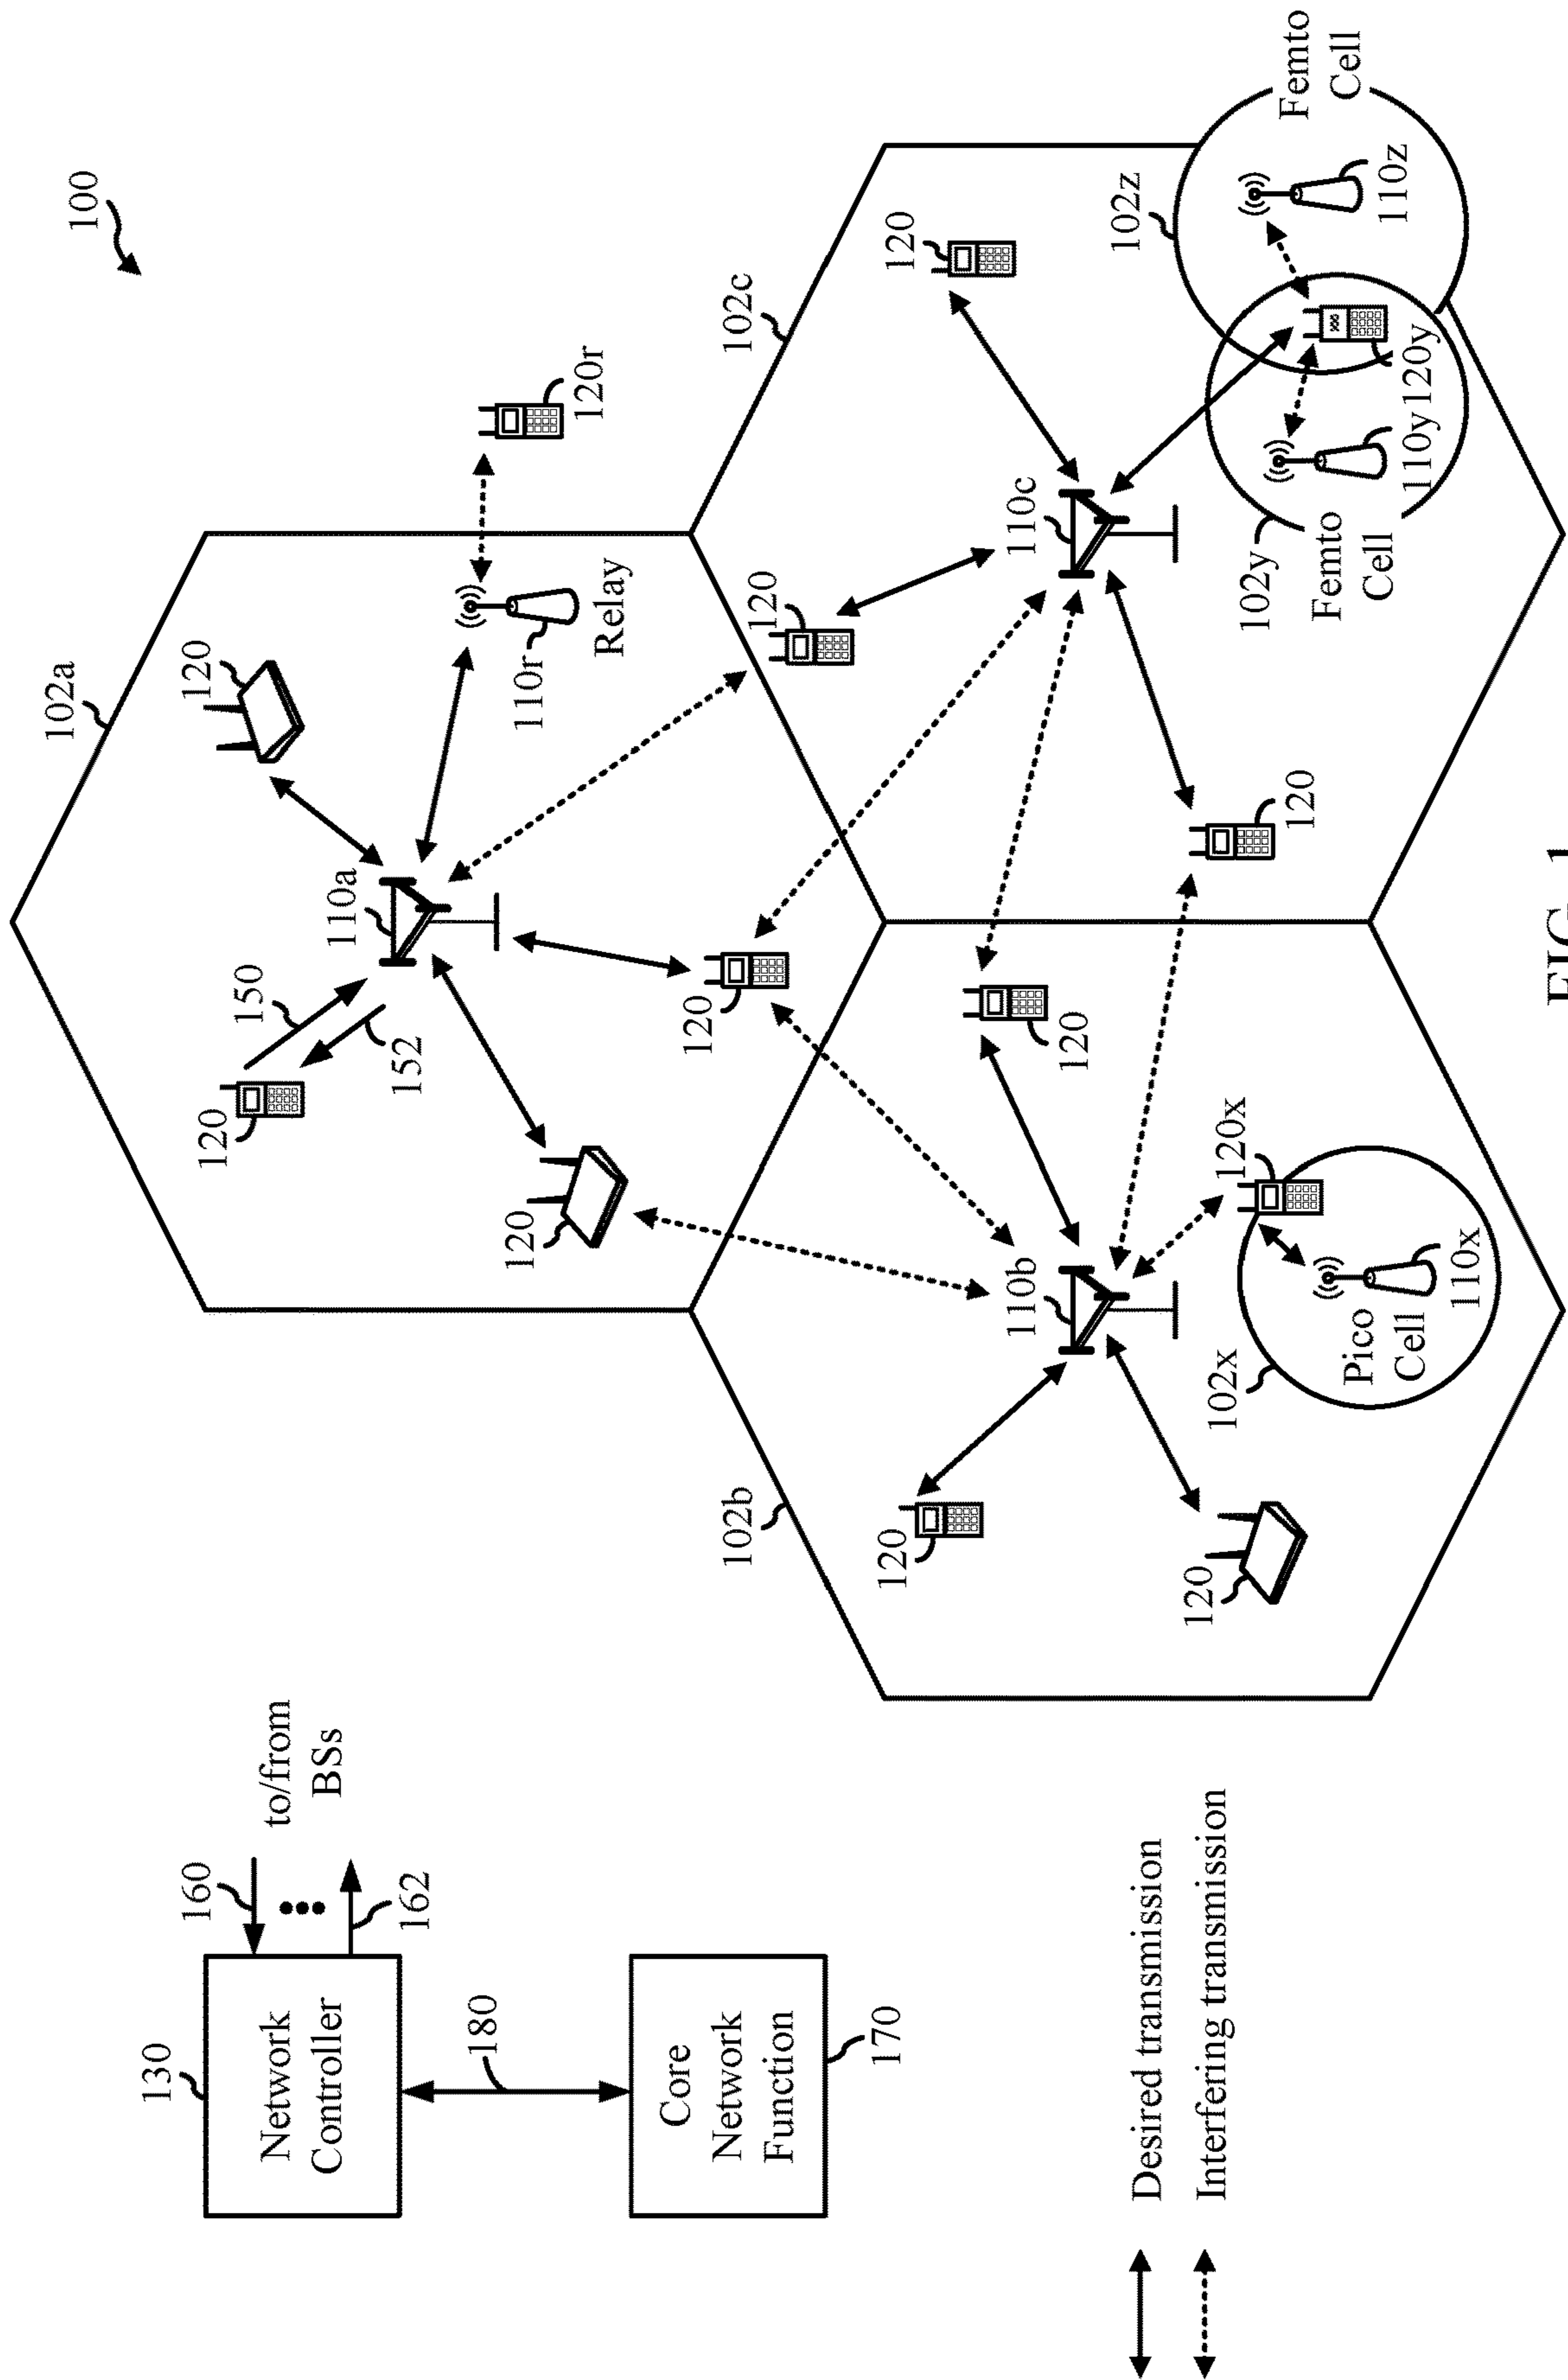 100
130
Network
Controller
160
to/from
BSs
162
180
Core
Network
Function
170
Desired transmission
Interfering transmission
102a
120
150
152
110a
120
120
120
110r
Relay
120r
102b
120
110b
120
120
102x
Pico
Cell
110x
120x
102c
120
120
110c
120
102y
Femto
Cell
110y
120y
102z
110z
Femto
Cell
FIG. 1